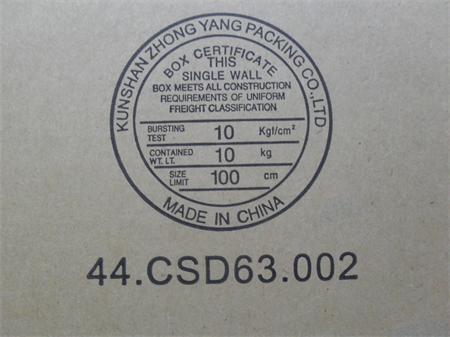 KUNSHAN ZHONG YANG PACKING CO.,LTD
BOX CERTIFICATE
THIS
SINGLE WALL
BOX MEETS ALL CONSTRUCTION
REQUIREMENTS OF UNIFORM
FREIGHT CLASSIFICATION
BURSTING TEST 10 Kgf/cm²
CONTAINED WT. LT. 10 kg
SIZE LIMIT 100 cm
MADE IN CHINA
44.CSD63.002